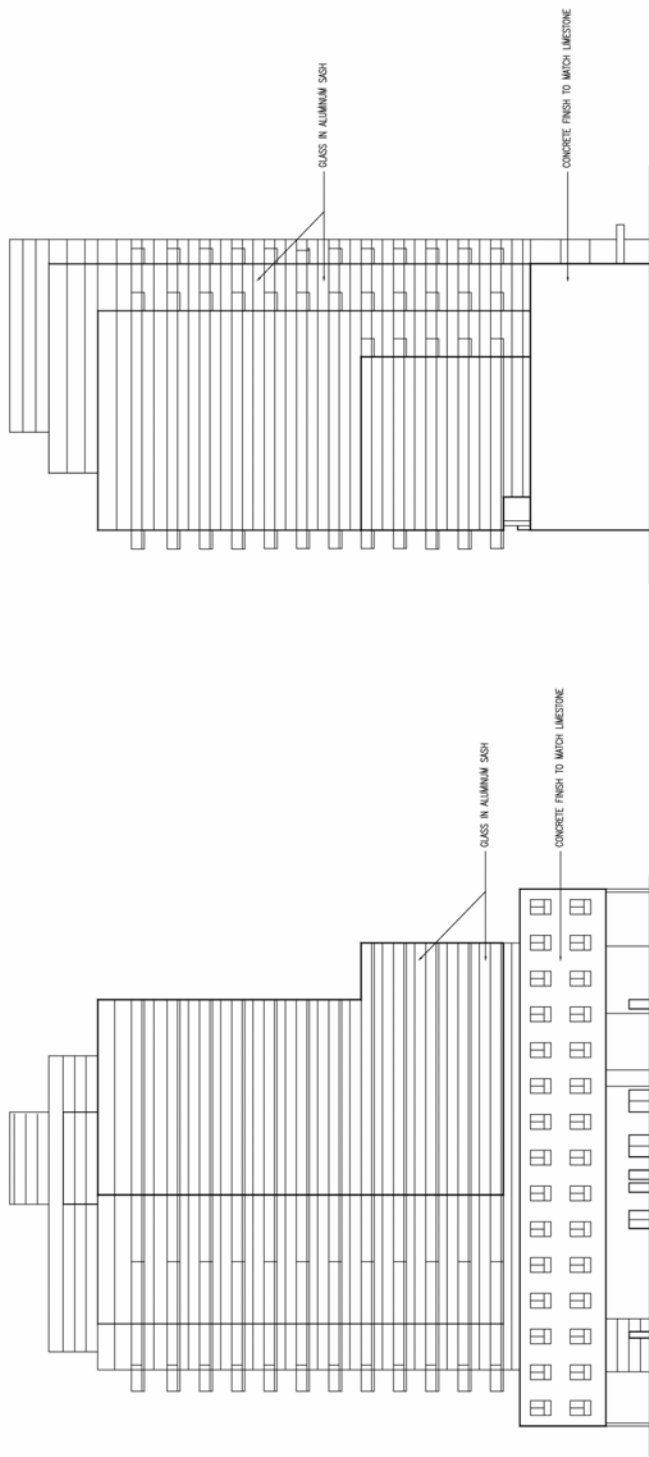 GLASS IN ALUMINUM SASH
CONCRETE FINISH TO MATCH LIMESTONE
GLASS IN ALUMINUM SASH
CONCRETE FINISH TO MATCH LIMESTONE